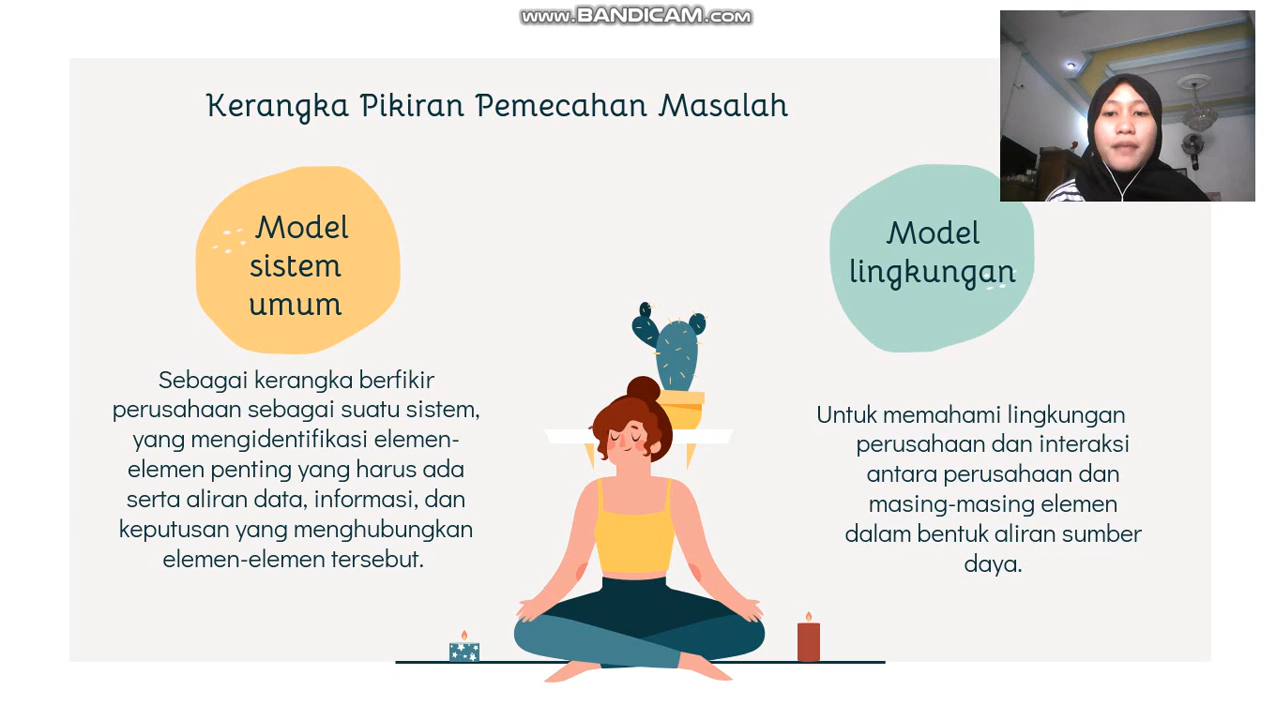 www.BANDICAM.com
Kerangka Pikiran Pemecahan Masalah
Model
sistem
umum
Sebagai kerangka berfikir
perusahaan sebagai suatu sistem,
yang mengidentifikasi elemen-
elemen penting yang harus ada
serta aliran data, informasi, dan
keputusan yang menghubungkan
elemen-elemen tersebut.
Model
lingkungan
Untuk memahami lingkungan
perusahaan dan interaksi
antara perusahaan dan
masing-masing elemen
dalam bentuk aliran sumber
daya.